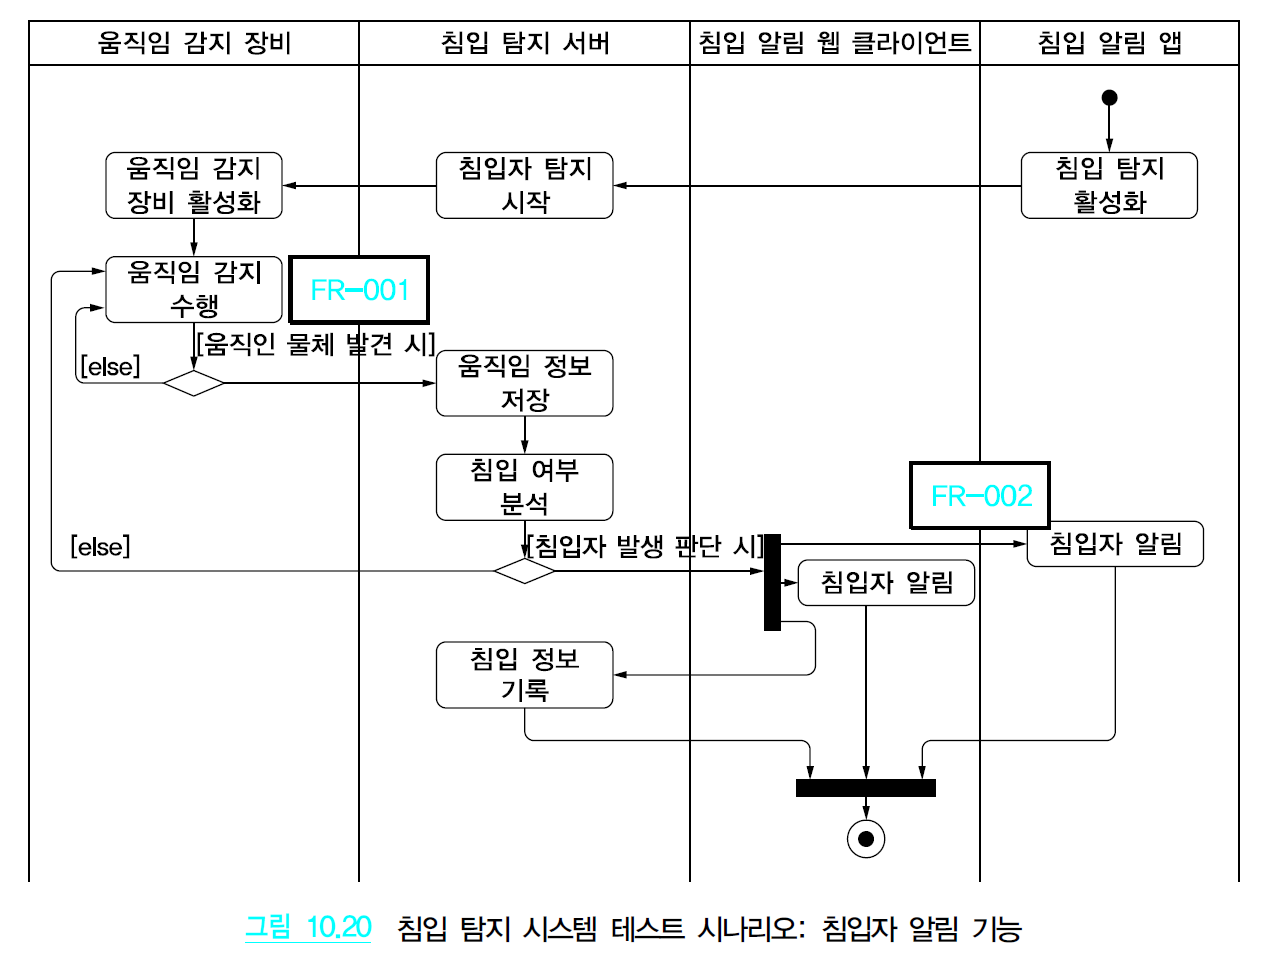 움직임 감지 장비
침입 탐지 서버
침입 알림 웹 클라이언트
침입 알림 앱
움직임 감지
장비 활성화
침입자 탐지
시작
침입 탐지
활성화
움직임 감지
수행
FR-001
[움직인 물체 발견 시]
[else]
움직임 정보
저장
침입 여부
분석
FR-002
[else]
[침입자 발생 판단 시]
침입자 알림
침입자 알림
침입 정보
기록
그림 10.20 침입 탐지 시스템 테스트 시나리오: 침입자 알림 기능